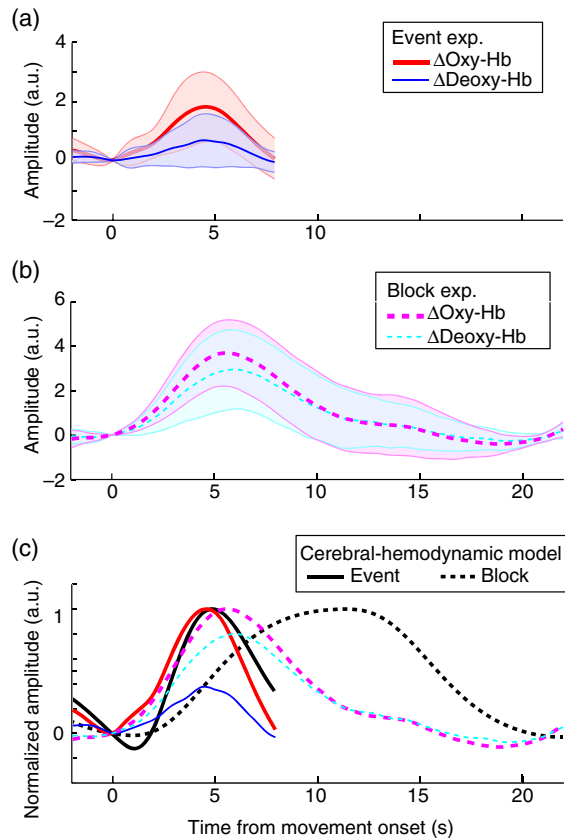 (a)
4
2
0
−2
Amplitude (a.u.)
Event exp.
ΔOxy-Hb
ΔDeoxy-Hb
0 5 10
(b)
6
4
2
0
−2
Amplitude (a.u.)
Block exp.
ΔOxy-Hb
ΔDeoxy-Hb
0 5 10 15 20
(c)
Cerebral-hemodynamic model
Event Block
1
0
Normalized amplitude (a.u.)
0 5 10 15 20
Time from movement onset (s)